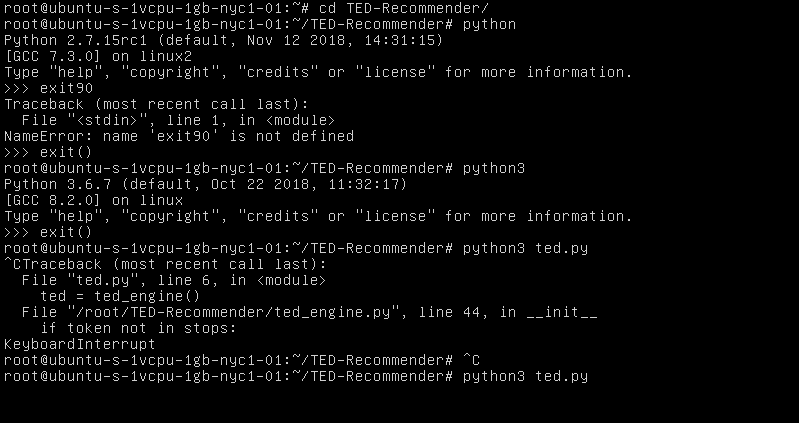 root@ubuntu-s-1vcpu-1gb-nyc1-01:~# cd TED-Recommender/
root@ubuntu-s-1vcpu-1gb-nyc1-01:~/TED-Recommender# python
Python 2.7.15rc1 (default, Nov 12 2018, 14:31:15)
[GCC 7.3.0] on linux2
Type "help", "copyright", "credits" or "license" for more information.
>>> exit90
Traceback (most recent call last):
  File "<stdin>", line 1, in <module>
NameError: name 'exit90' is not defined
>>> exit()
root@ubuntu-s-1vcpu-1gb-nyc1-01:~/TED-Recommender# python3
Python 3.6.7 (default, Oct 22 2018, 11:32:17)
[GCC 8.2.0] on linux
Type "help", "copyright", "credits" or "license" for more information.
>>> exit()
root@ubuntu-s-1vcpu-1gb-nyc1-01:~/TED-Recommender# python3 ted.py
^CTraceback (most recent call last):
  File "ted.py", line 6, in <module>
    ted = ted_engine()
  File "/root/TED-Recommender/ted_engine.py", line 44, in __init__
    if token not in stops:
KeyboardInterrupt
root@ubuntu-s-1vcpu-1gb-nyc1-01:~/TED-Recommender# ^C
root@ubuntu-s-1vcpu-1gb-nyc1-01:~/TED-Recommender# python3 ted.py